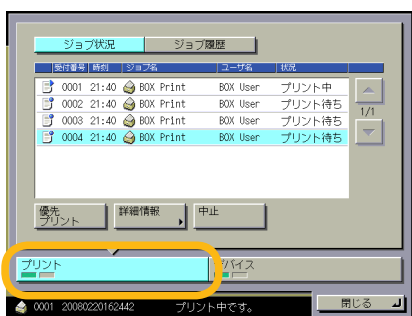 ジョブ状況 ジョブ履歴
受付番号 時刻 ジョブ名 ユーザ名 状況
0001 21:40 BOX Print BOX User プリント中
0002 21:40 BOX Print BOX User プリント待ち
0003 21:40 BOX Print BOX User プリント待ち
0004 21:40 BOX Print BOX User プリント待ち
1/1
優先
プリント 詳細情報 中止
プリント デバイス
0001 20080220162442 プリント中です。 閉じる